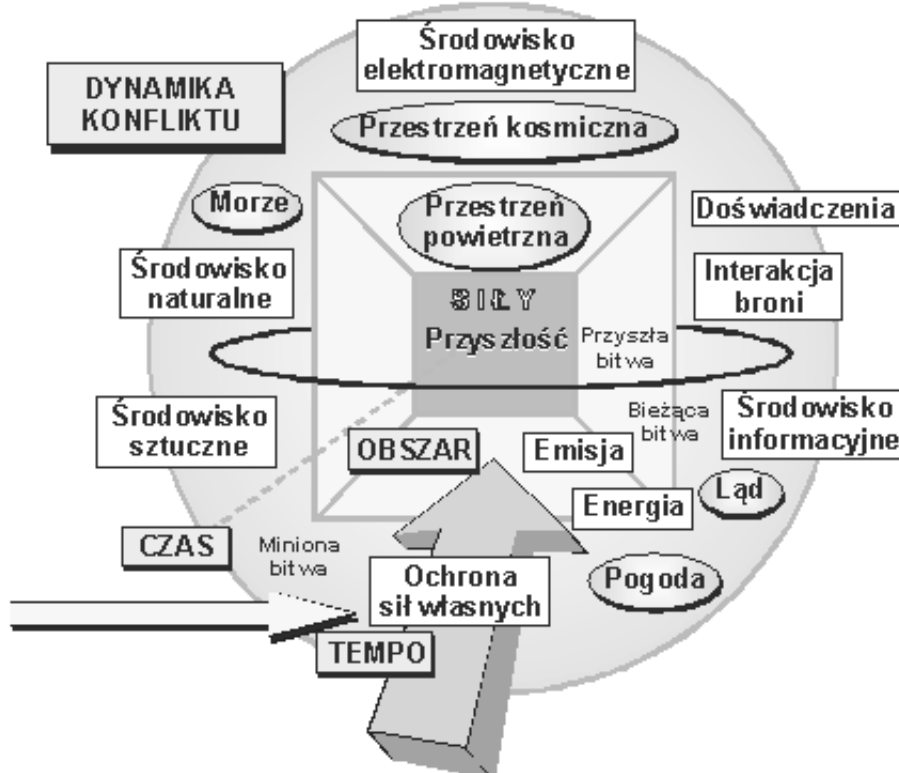 Środowisko
elektromagnetyczne
DYNAMIKA
KONFLIKTU
Przestrzeń kosmiczna
Morze
Przestrzeń
powietrzna
Doświadczenia
Środowisko
naturalne
Interakcja
broni
SIŁY
Przyszłość
Przyszła
bitwa
Środowisko
sztuczne
Bieżąca
bitwa
Środowisko
informacyjne
OBSZAR
Emisja
Ląd
Energia
CZAS
Miniona
bitwa
Ochrona
sił własnych
Pogoda
TEMPO